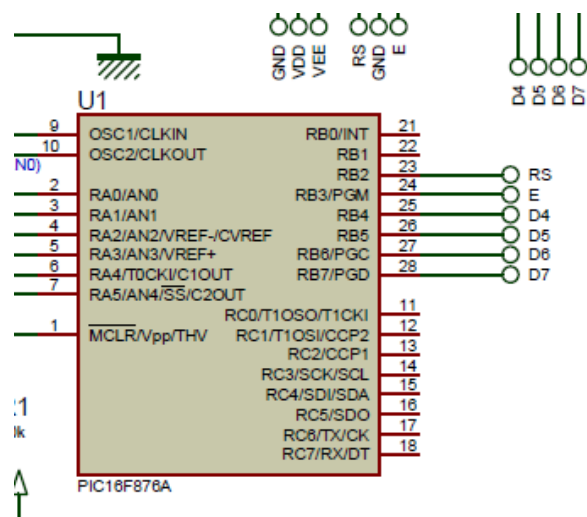 GND VDD VEE RS GND E
D4 D5 D6 D7
U1
9 OSC1/CLKIN RB0/INT 21
10 OSC2/CLKOUT RB1 22
N0) RB2 23 RS
2 RA0/AN0 RB3/PGM 24 E
3 RA1/AN1 RB4 25 D4
4 RA2/AN2/VREF-/CVREF RB5 26 D5
5 RA3/AN3/VREF+ RB6/PGC 27 D6
6 RA4/T0CKI/C1OUT RB7/PGD 28 D7
7 RA5/AN4/SS/C2OUT
RC0/T1OSO/T1CKI 11
1 MCLR/Vpp/THV RC1/T1OSI/CCP2 12
RC2/CCP1 13
RC3/SCK/SCL 14
RC4/SDI/SDA 15
RC5/SDO 16
RC6/TX/CK 17
RC7/RX/DT 18
PIC16F876A